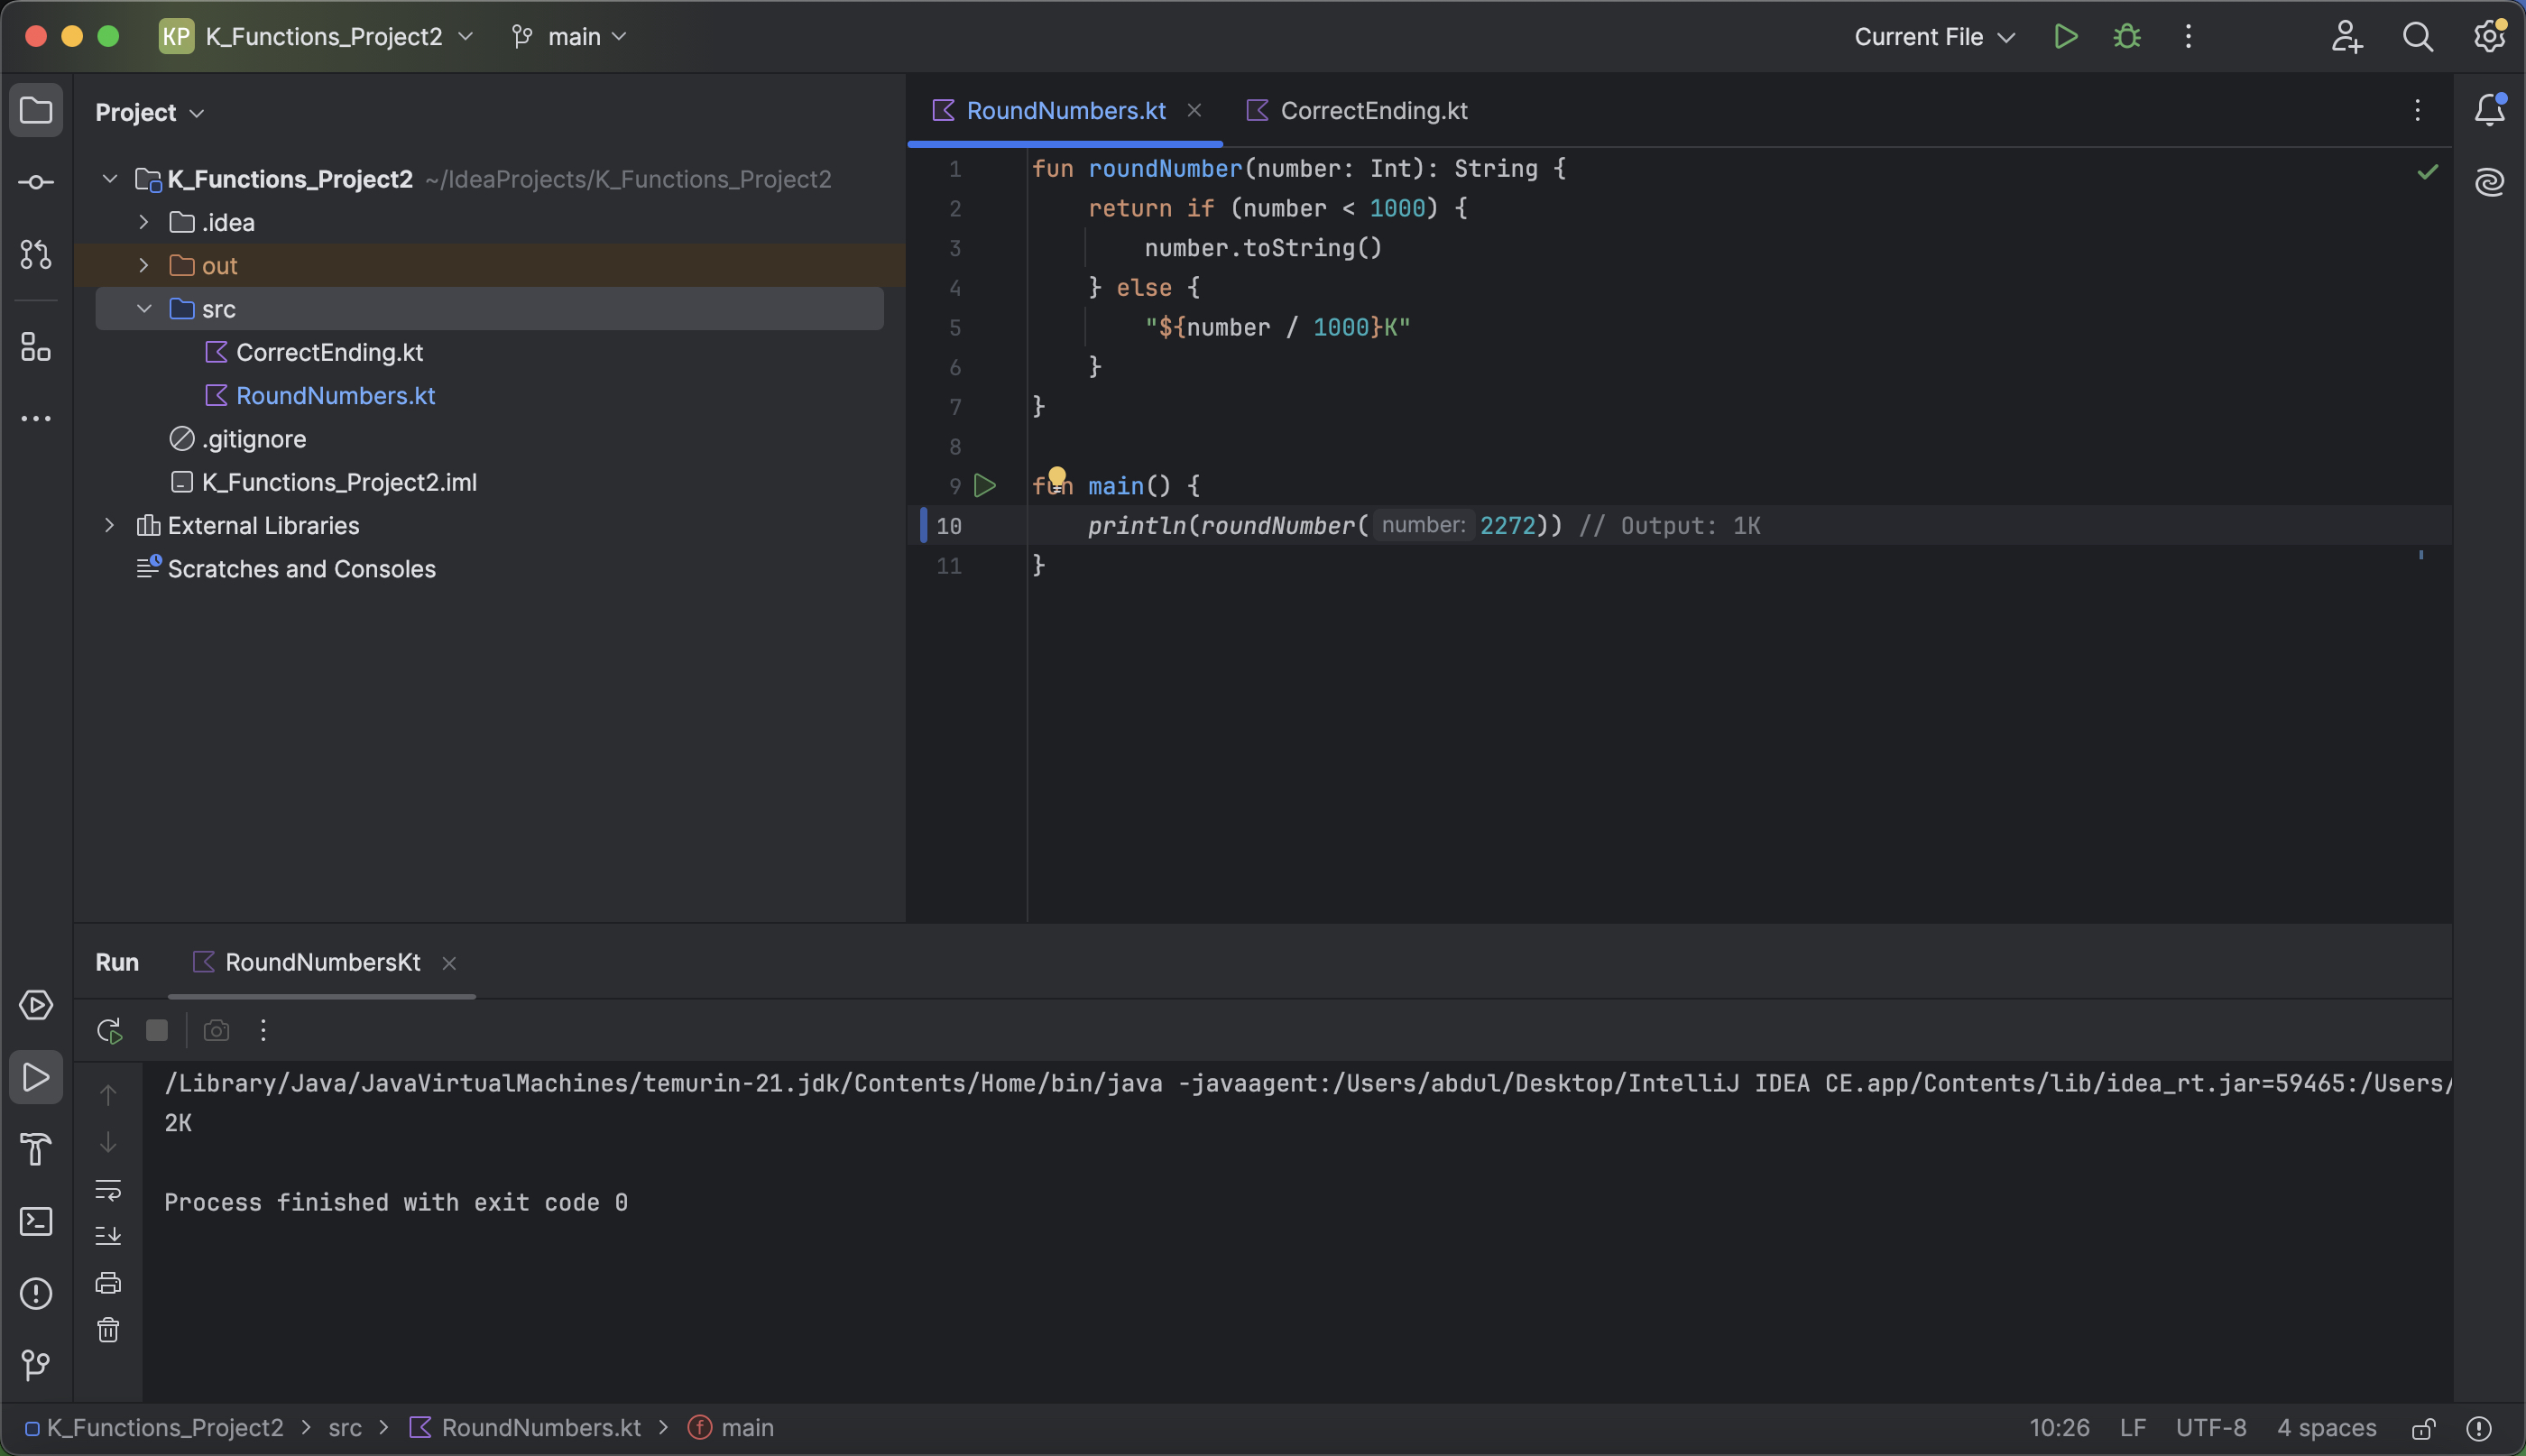 KP K_Functions_Project2 main Current File
Project
K_Functions_Project2 ~/IdeaProjects/K_Functions_Project2
.idea
out
src
CorrectEnding.kt
RoundNumbers.kt
.gitignore
K_Functions_Project2.iml
External Libraries
Scratches and Consoles
RoundNumbers.kt CorrectEnding.kt
1 fun roundNumber(number: Int): String {
2 return if (number < 1000) {
3 number.toString()
4 } else {
5 "${number / 1000}K"
6 }
7 }
8
9 fun main() {
10 println(roundNumber( number: 2272)) // Output: 1K
11 }
Run RoundNumbersKt
/Library/Java/JavaVirtualMachines/temurin-21.jdk/Contents/Home/bin/java -javaagent:/Users/abdul/Desktop/IntelliJ IDEA CE.app/Contents/lib/idea_rt.jar=59465:/Users/
2K
Process finished with exit code 0
K_Functions_Project2 > src > RoundNumbers.kt > f main 10:26 LF UTF-8 4 spaces